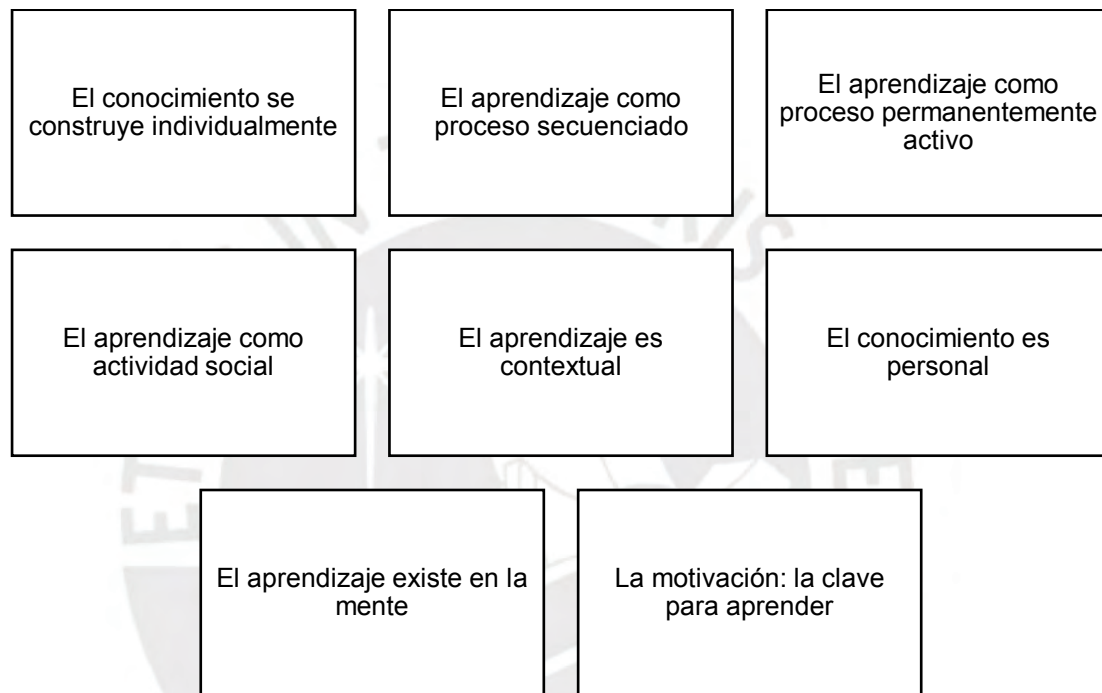 El conocimiento se
construye individualmente
El aprendizaje como
proceso secuenciado
El aprendizaje como
proceso permanentemente
activo
El aprendizaje como
actividad social
El aprendizaje es
contextual
El conocimiento es
personal
El aprendizaje existe en la
mente
La motivación: la clave
para aprender